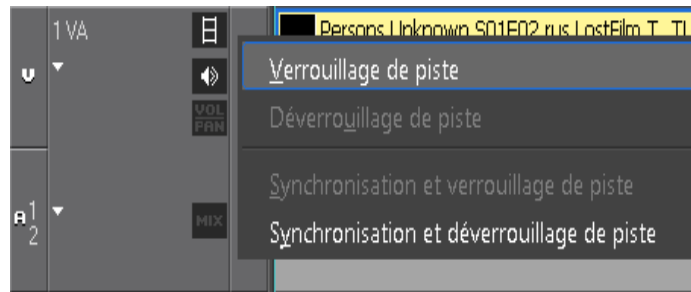 1 VA
Persons Unknown S01E02 rus LostFilm T
Verrouillage de piste
VOL
PAN
Déverrouillage de piste
Synchronisation et verrouillage de piste
A 1
2
MIX
Synchronisation et déverrouillage de piste